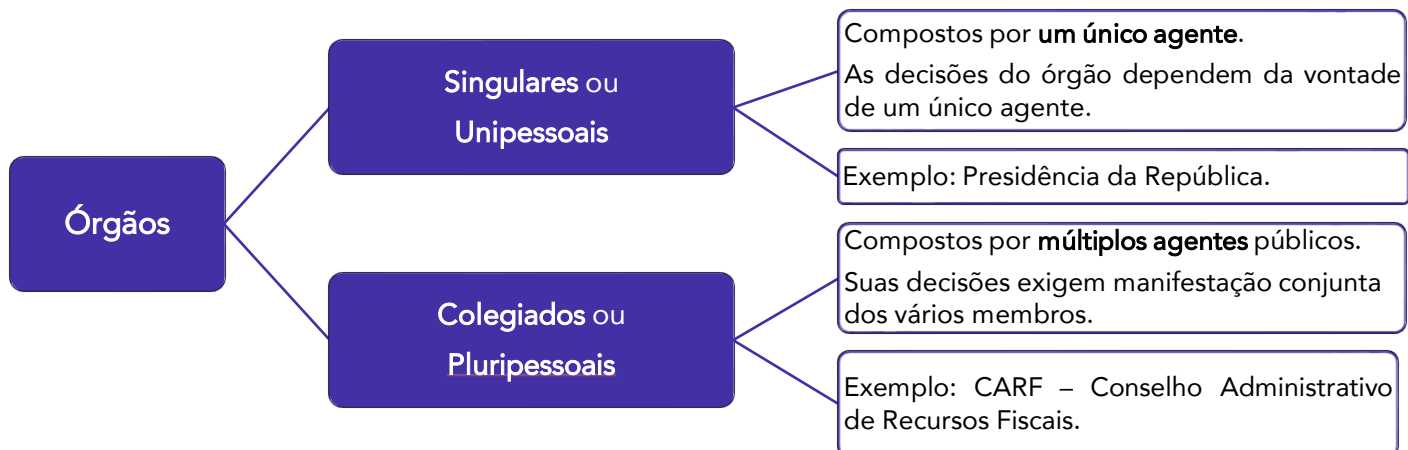 Órgãos
Singulares ou
Unipessoais
Compostos por um único agente.
As decisões do órgão dependem da vontade
de um único agente.
Exemplo: Presidência da República.
Colegiados ou
Pluripessoais
Compostos por múltiplos agentes públicos.
Suas decisões exigem manifestação conjunta
dos vários membros.
Exemplo: CARF – Conselho Administrativo
de Recursos Fiscais.